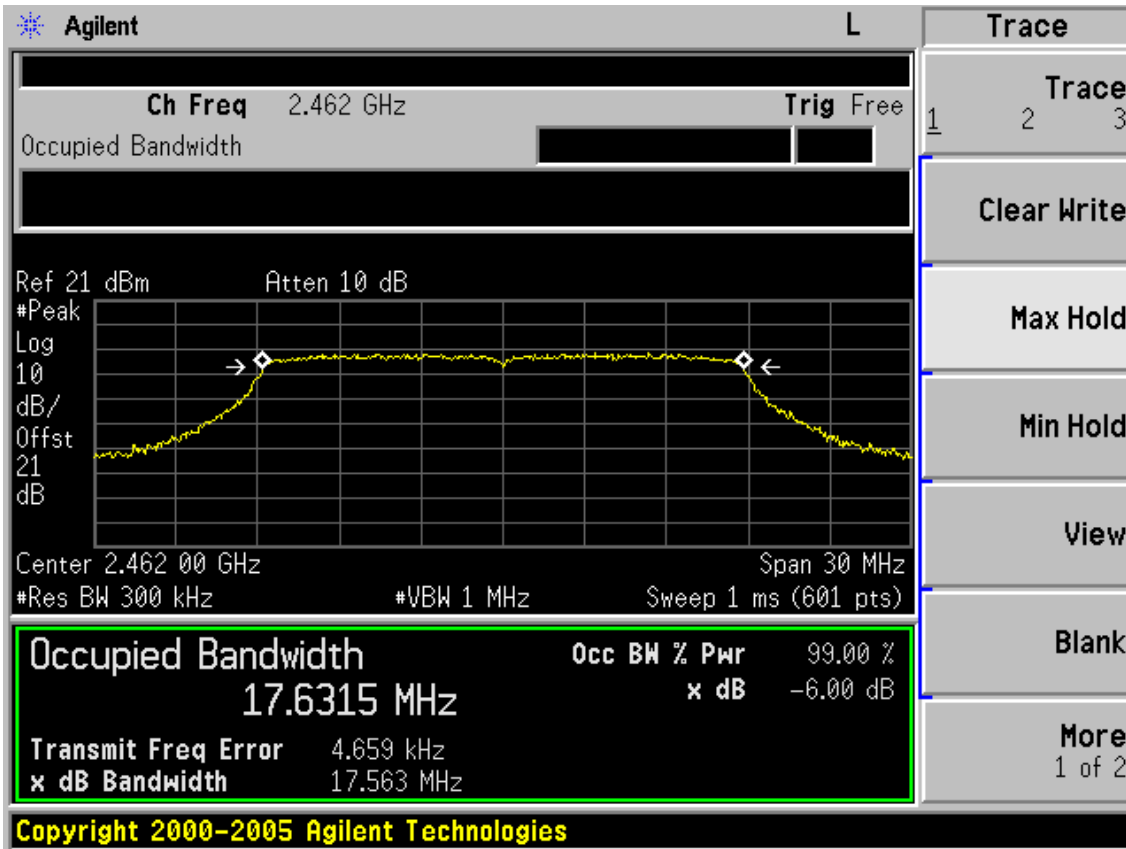 Agilent L Trace
Ch Freq 2.462 GHz Trig Free
Occupied Bandwidth
Trace
1 2 3
Clear Write
Max Hold
Min Hold
View
Blank
More
1 of 2
Ref 21 dBm Atten 10 dB
#Peak
Log
10
dB/
Offst
21
dB
Center 2.462 00 GHz Span 30 MHz
#Res BW 300 kHz #VBW 1 MHz Sweep 1 ms (601 pts)
Occupied Bandwidth Occ BW % Pwr 99.00 %
17.6315 MHz x dB -6.00 dB
Transmit Freq Error 4.659 kHz
x dB Bandwidth 17.563 MHz
Copyright 2000-2005 Agilent Technologies